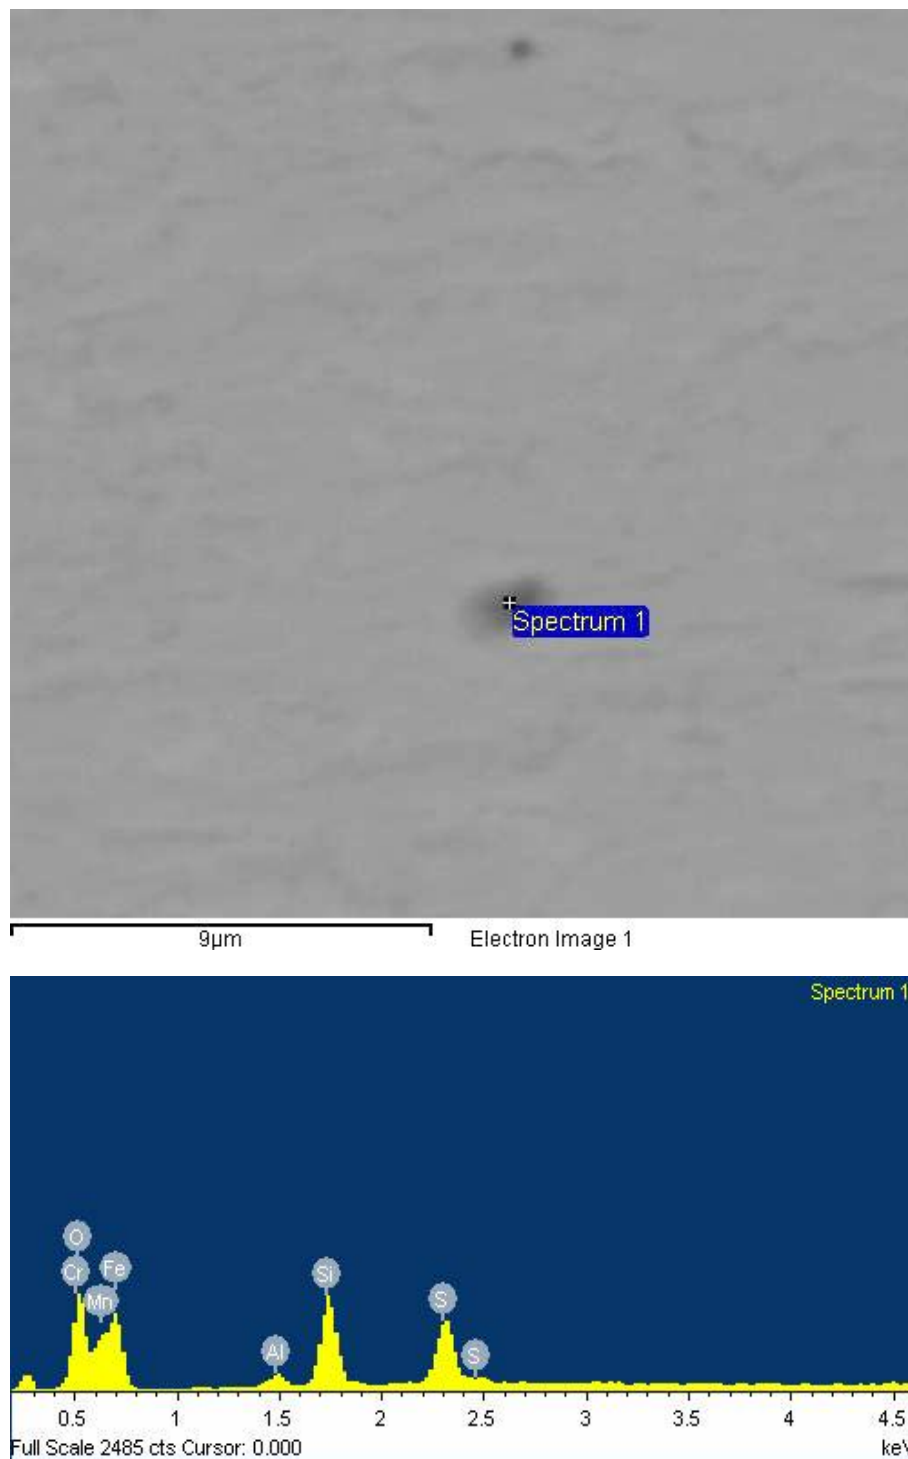 Spectrum 1
9µm Electron Image 1
Spectrum 1
O
Cr Fe
Mn
Si
S
Al
S
0.5 1 1.5 2 2.5 3 3.5 4 4.5
Full Scale 2485 cts Cursor: 0.000 keV